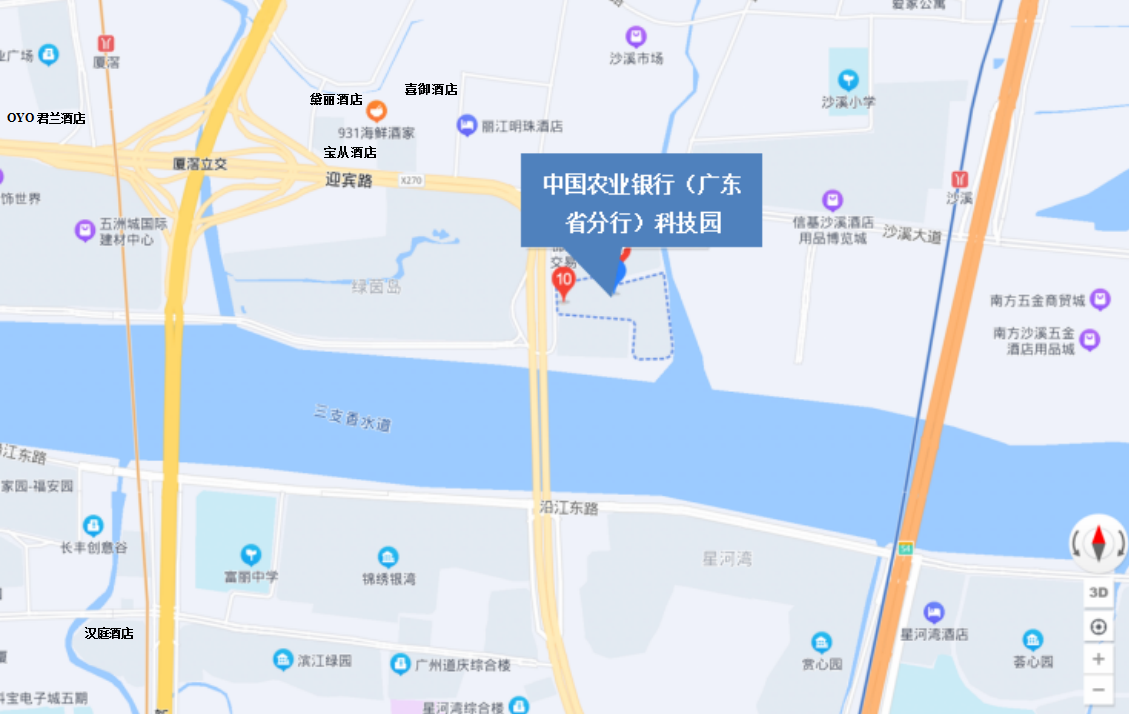 爱家公寓
业广场
厦滘
沙溪市场
黛丽酒店
喜御酒店
沙溪小学
OYO 君兰酒店
931海鲜酒家
丽江明珠酒店
宝从酒店
厦滘立交
迎宾路
X270
中国农业银行（广东
省分行）科技园
沙溪
饰世界
五洲城国际
建材中心
信基沙溪酒店
用品博览城
沙溪大道
交易
10
绿茵岛
南方五金商贸城
南方沙溪五金
酒店用品城
三支香水道
沿江东路
家园-福安园
沿江东路
长丰创意谷
S4
星河湾
富丽中学
锦绣银湾
3D
汉庭酒店
星河湾酒店
滨江绿园
广州道庆综合楼
赏心园
荟心园
科宝电子城五期
星河湾综合楼